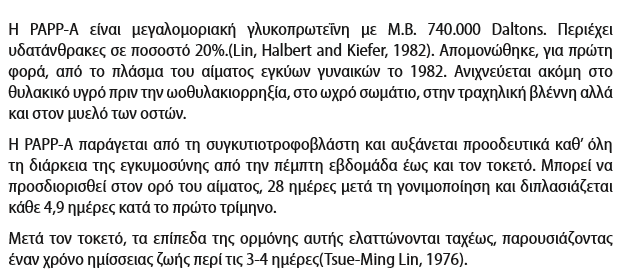 Η PAPP-A είναι μεγαλομοριακή γλυκοπρωτεΐνη με Μ.Β. 740.000 Daltons. Περιέχει
υδατάνθρακες σε ποσοστό 20%.(Lin, Halbert and Kiefer, 1982). Απομονώθηκε, για πρώτη
φορά, από το πλάσμα του αίματος εγκύων γυναικών το 1982. Ανιχνεύεται ακόμη στο
θυλακικό υγρό πριν την ωοθυλακιορρηξία, στο ωχρό σωμάτιο, στην τραχηλική βλέννη αλλά
και στον μυελό των οστών.
Η PAPP-A παράγεται από τη συγκυτιοτροφοβλάστη και αυξάνεται προοδευτικά καθ’ όλη
τη διάρκεια της εγκυμοσύνης από την πέμπτη εβδομάδα έως και τον τοκετό. Μπορεί να
προσδιορισθεί στον ορό του αίματος, 28 ημέρες μετά τη γονιμοποίηση και διπλασιάζεται
κάθε 4,9 ημέρες κατά το πρώτο τρίμηνο.
Μετά τον τοκετό, τα επίπεδα της ορμόνης αυτής ελαττώνονται ταχέως, παρουσιάζοντας
έναν χρόνο ημίσσειας ζωής περί τις 3-4 ημέρες(Tsue-Ming Lin, 1976).